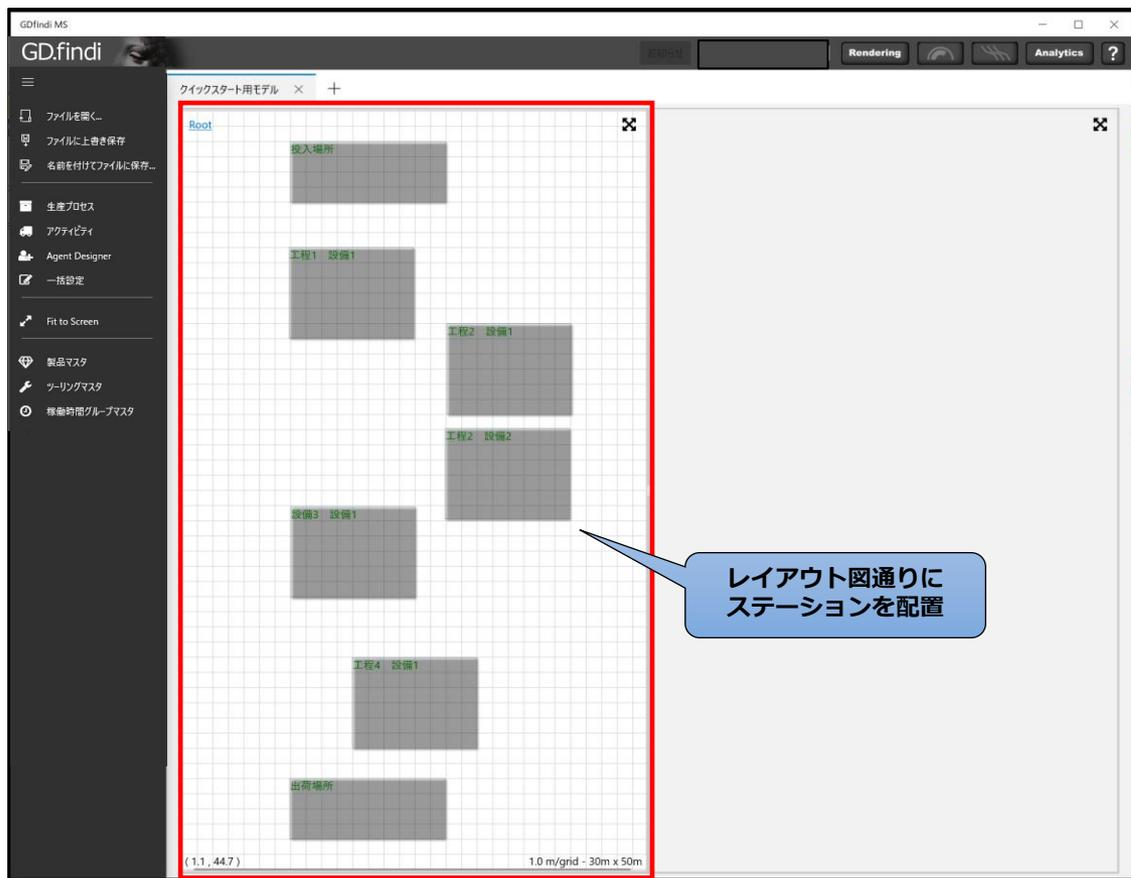 GDfindi MS
GD.findi
お知らせ
Rendering
Analytics
?
クイックスタート用モデル
ファイルを開く...
ファイルに上書き保存
名前を付けてファイルに保存...
生産プロセス
アクティビティ
Agent Designer
一括設定
Fit to Screen
製品マスタ
ツーリングマスタ
稼働時間グループマスタ
Root
投入場所
工程1 設備1
工程2 設備1
工程2 設備2
設備3 設備1
工程4 設備1
出荷場所
( 1.1 , 44.7 )
1.0 m/grid - 30m x 50m
レイアウト図通りに
ステーションを配置